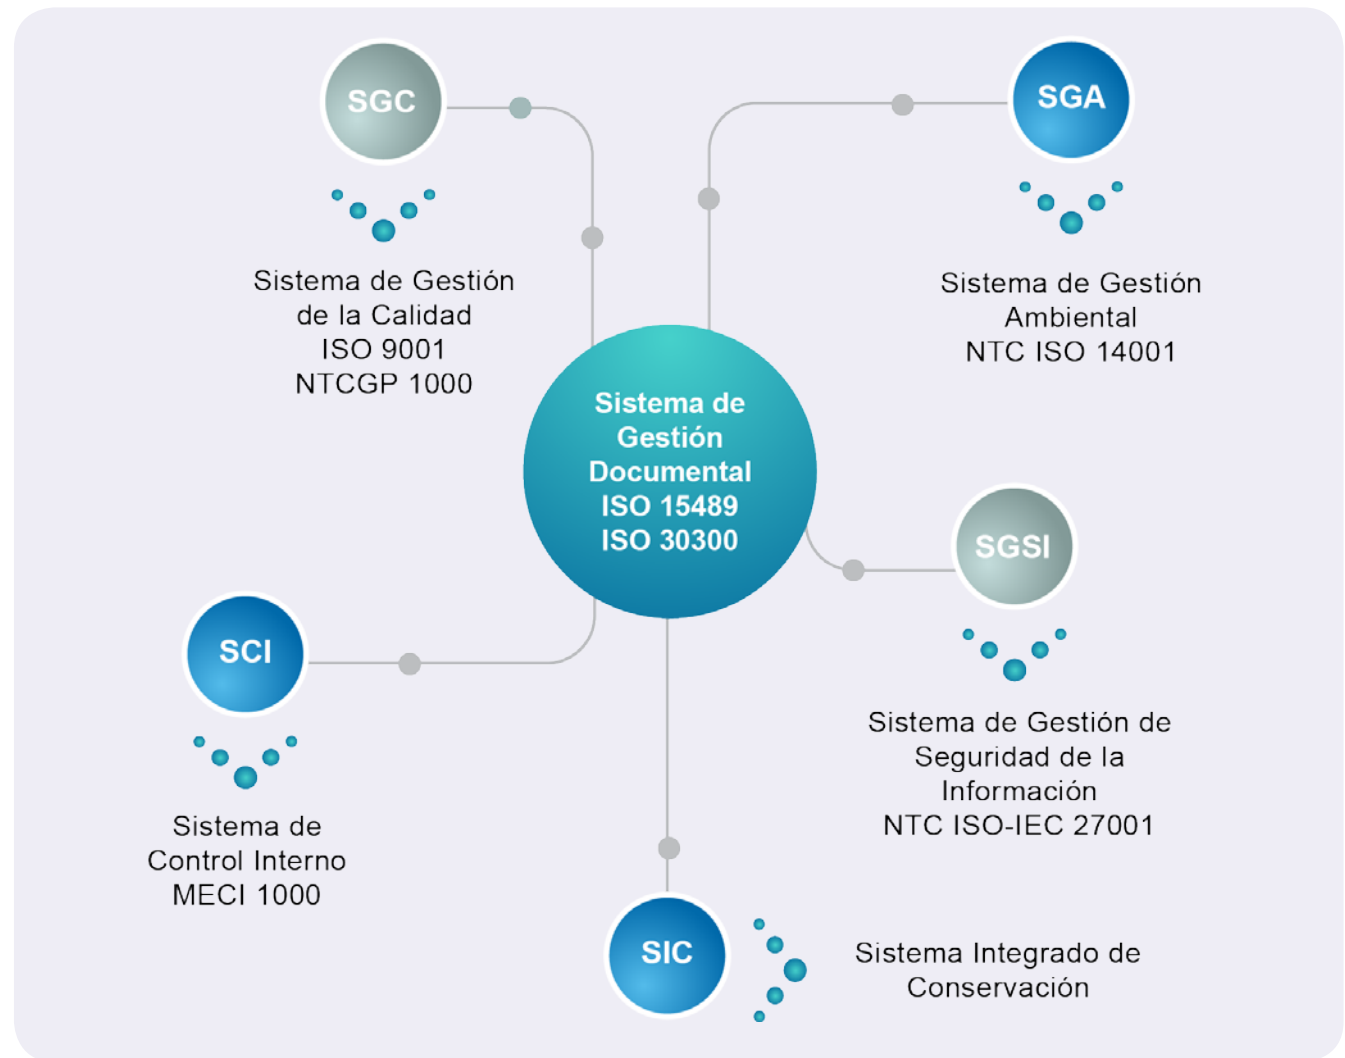 SGC
Sistema de Gestión
de la Calidad
ISO 9001
NTCGP 1000
SGA
Sistema de Gestión
Ambiental
NTC ISO 14001
Sistema de
Gestión
Documental
ISO 15489
ISO 30300
SGSI
Sistema de Gestión de
Seguridad de la
Información
NTC ISO-IEC 27001
SCI
Sistema de
Control Interno
MECI 1000
SIC
Sistema Integrado de
Conservación